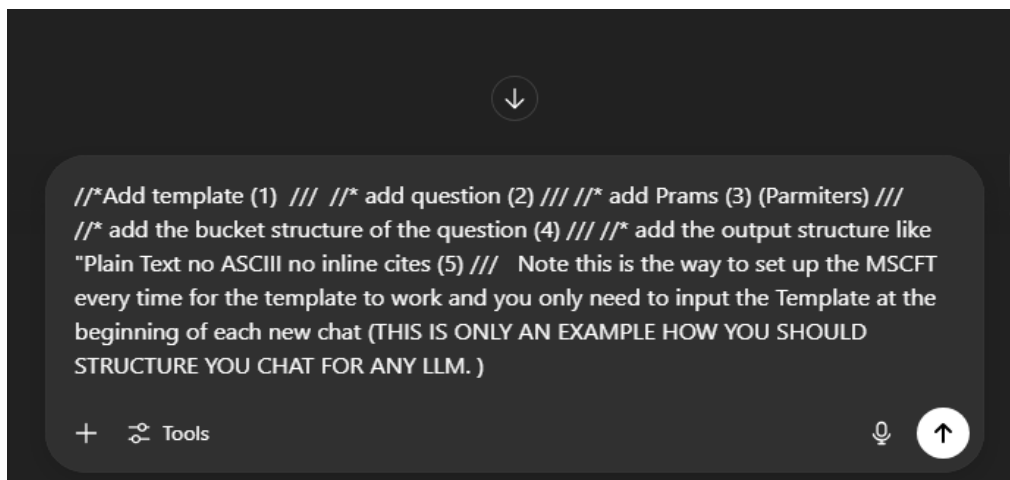 //*Add template (1) /// //* add question (2) /// //* add Prams (3) (Parmiters) ///
//* add the bucket structure of the question (4) /// //* add the output structure like
"Plain Text no ASCIII no inline cites (5) /// Note this is the way to set up the MSCFT
every time for the template to work and you only need to input the Template at the
beginning of each new chat (THIS IS ONLY AN EXAMPLE HOW YOU SHOULD
STRUCTURE YOU CHAT FOR ANY LLM. )
Tools